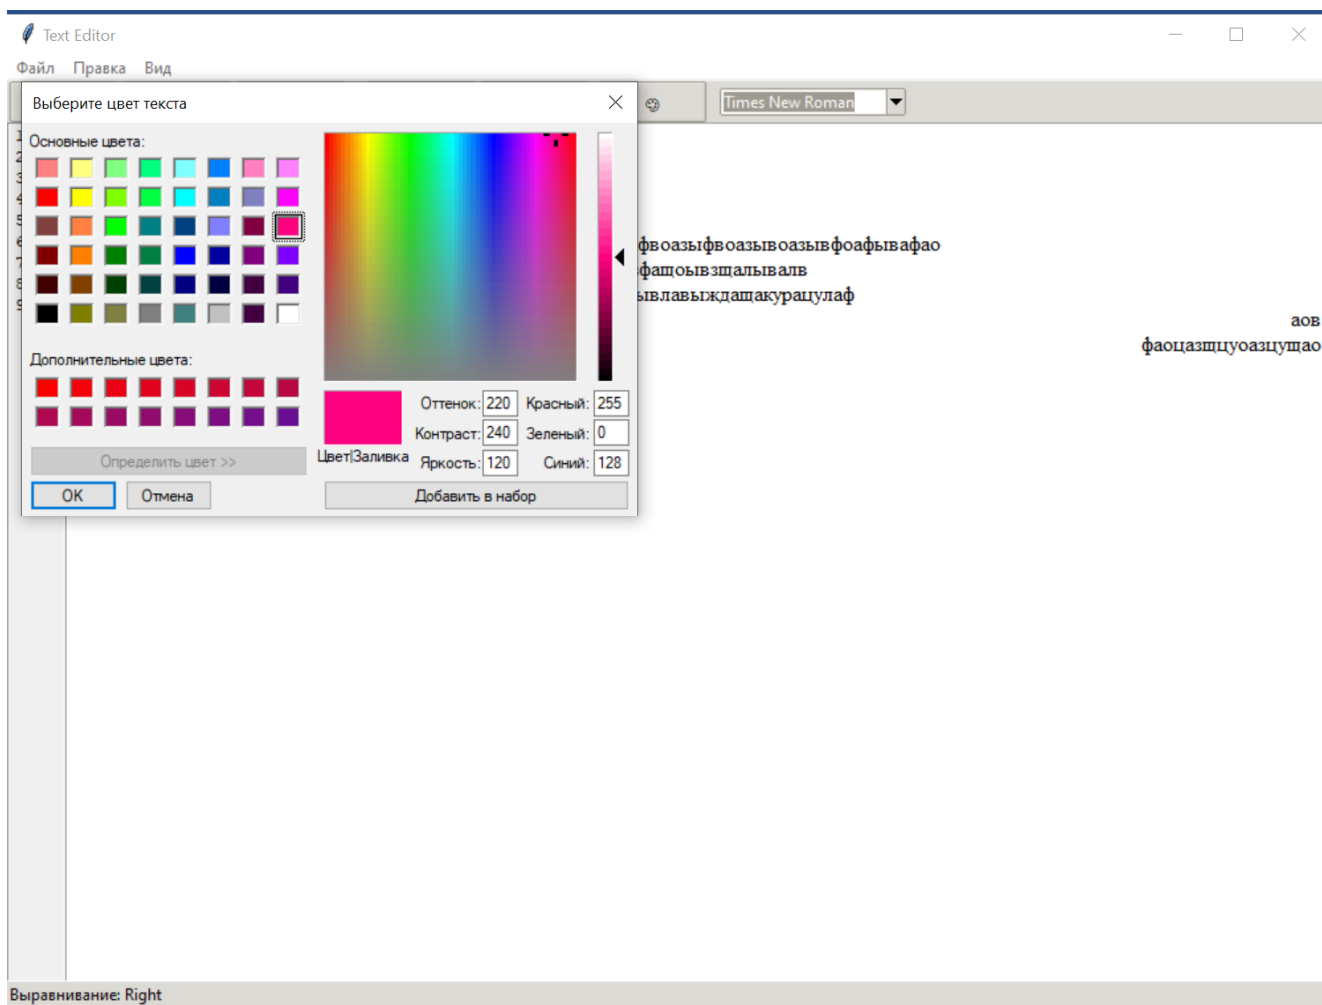 Text Editor
Файл Правка Вид
Выберите цвет текста
Times New Roman
Основные цвета:
Дополнительные цвета:
Определить цвет >>
OK
Отмена
Цвет|Заливка
Оттенок: 220
Контраст: 240
Яркость: 120
Красный: 255
Зеленый: 0
Синий: 128
Добавить в набор
фвоазыфвоазывоазывфоафывафао
фащоывзщалывалв
ывлавыждащакурацулаф
аов
фаоцазщцуоазцущао
Выравнивание: Right